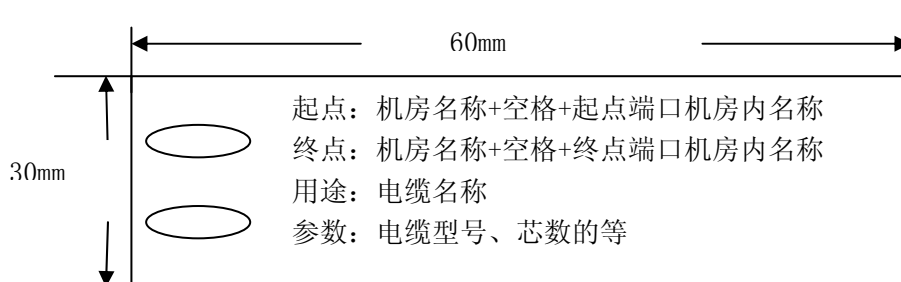 60mm
起点：机房名称+空格+起点端口机房内名称
终点：机房名称+空格+终点端口机房内名称
30mm
用途：电缆名称
参数：电缆型号、芯数的等